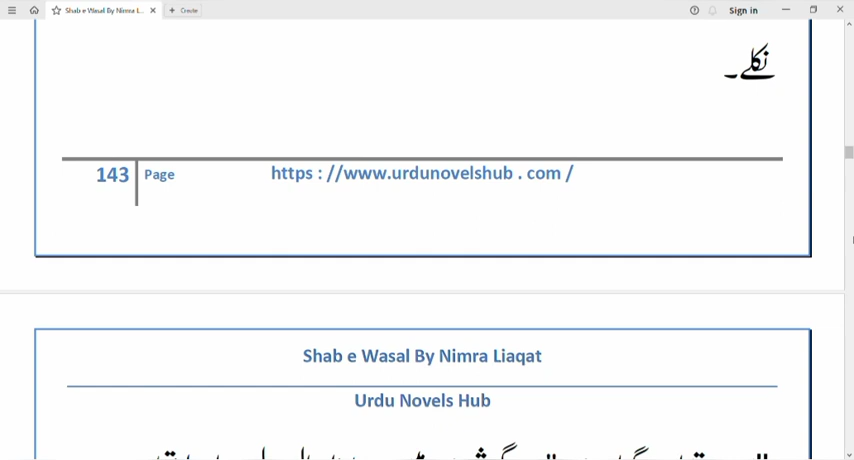 Shab e Wasal By Nimra L...
Create
Sign in
نکلے۔
143 Page https : //www.urdunovelshub . com /
Shab e Wasal By Nimra Liaqat
Urdu Novels Hub